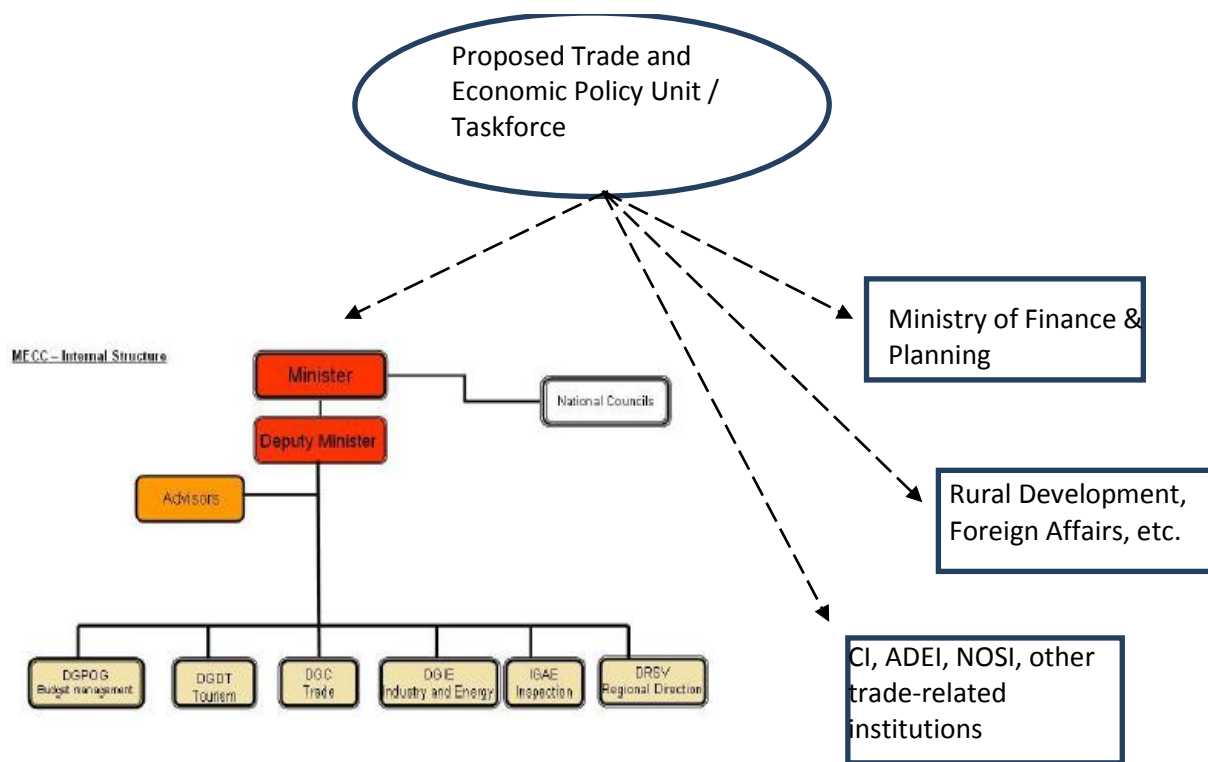 Proposed Trade and
Economic Policy Unit /
Taskforce
Ministry of Finance &
Planning
MECC – Internal Structure
Minister
National Councils
Deputy Minister
Advisors
Rural Development,
Foreign Affairs, etc.
CI, ADEI, NOSI, other
trade-related
institutions
DGPOG
Budget management
DGDT
Tourism
DGC
Trade
DGIE
Industry and Energy
IGAE
Inspection
DRSV
Regional Direction